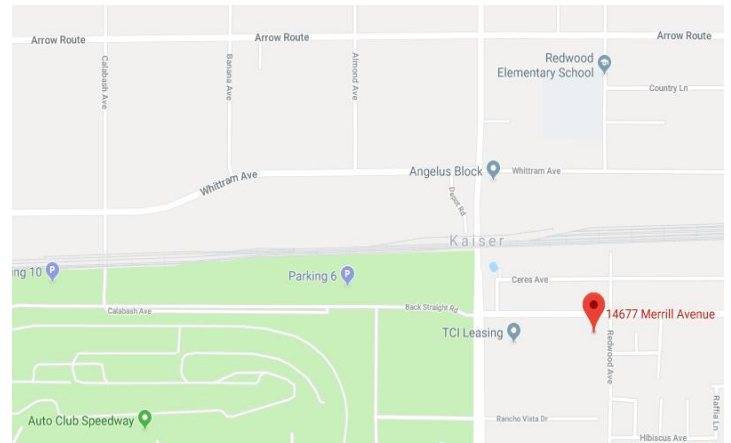 Arrow Route
Arrow Route
Arrow Route
Calabash Ave
Banana Ave
Almond Ave
Redwood
Elementary School
Country Ln
Whittram Ave
Angelus Block
Whittram Ave
Depot Rd
Kaiser
ing 10
P
Parking 6
P
Ceres Ave
Calabash Ave
Back Straight Rd
14677 Merrill Avenue
TCI Leasing
Redwood Ave
Auto Club Speedway
Rancho Vista Dr
Raffia Ln
Hibiscus Ave